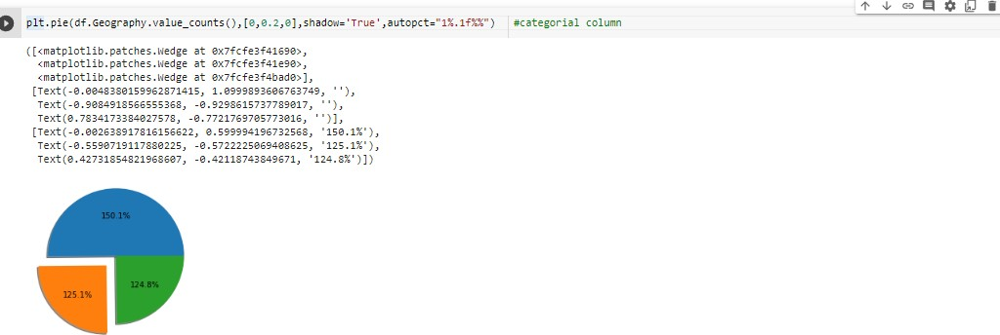 plt.pie(df.Geography.value_counts(),[0,0.2,0],shadow='True',autopct="1%.1f%%") #categorial column
([<matplotlib.patches.Wedge at 0x7fcfe3f41690>,
<matplotlib.patches.Wedge at 0x7fcfe3f41e90>,
<matplotlib.patches.Wedge at 0x7fcfe3f4bad0>],
[Text(-0.0048380159962871415, 1.0999893606763749, ''),
Text(-0.9084918566555368, -0.9298615737789017, ''),
Text(0.7834173384027578, -0.7721769705773016, '')],
[Text(-0.002638917816156622, 0.599994196732568, '150.1%'),
Text(-0.5590719117880225, -0.5722225069408625, '125.1%'),
Text(0.42731854821968607, -0.42118743849671, '124.8%')])
150.1%
124.8%
125.1%